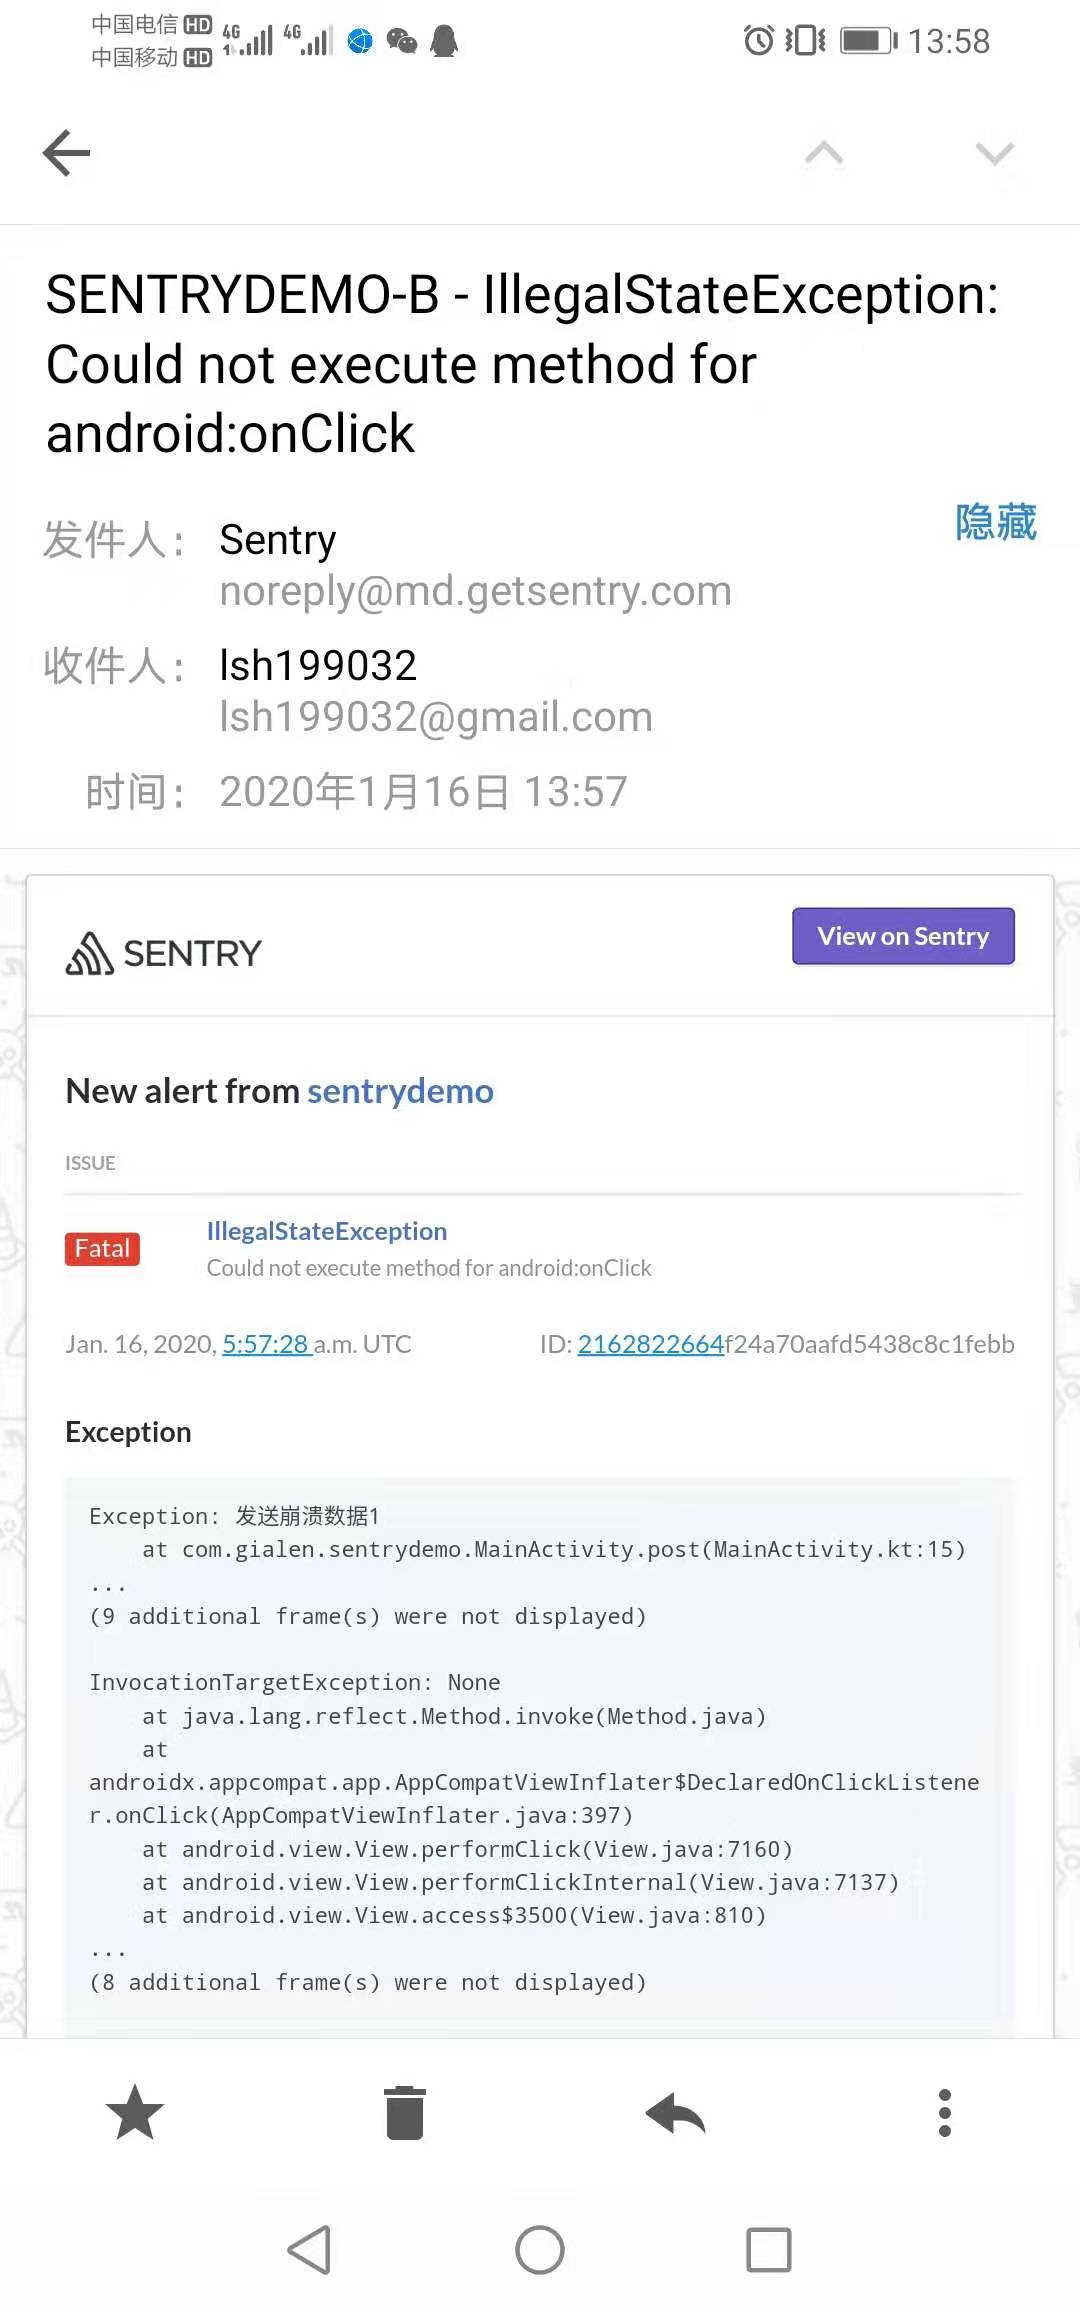 中国电信 HD 4G 4G 13:58
中国移动 HD 1
SENTRYDEMO-B - IllegalStateException:
Could not execute method for
android:onClick
隐藏
发件人： Sentry
noreply@md.getsentry.com
收件人： lsh199032
lsh199032@gmail.com
时间： 2020年1月16日 13:57
SENTRY
View on Sentry
New alert from sentrydemo
ISSUE
Fatal
IllegalStateException
Could not execute method for android:onClick
Jan. 16, 2020, 5:57:28 a.m. UTC ID: 2162822664f24a70aafd5438c8c1febb
Exception
Exception: 发送崩溃数据1
at com.gialen.sentrydemo.MainActivity.post(MainActivity.kt:15)
...
(9 additional frame(s) were not displayed)
InvocationTargetException: None
at java.lang.reflect.Method.invoke(Method.java)
at
androidx.appcompat.app.AppCompatViewInflater$DeclaredOnClickListene
r.onClick(AppCompatViewInflater.java:397)
at android.view.View.performClick(View.java:7160)
at android.view.View.performClickInternal(View.java:7137)
at android.view.View.access$3500(View.java:810)
...
(8 additional frame(s) were not displayed)